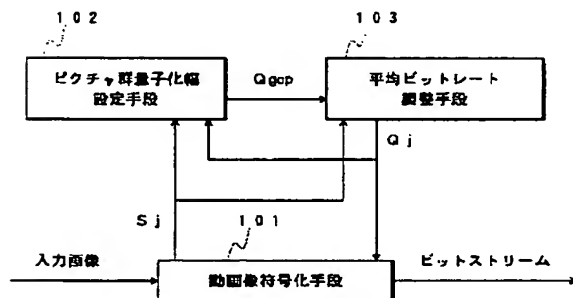 102
103
ピクチャ群量子化幅
設定手段
Qgop
平均ビットレート
調整手段
Qj
Sj
101
入力画像
動画像符号化手段
ビットストリーム